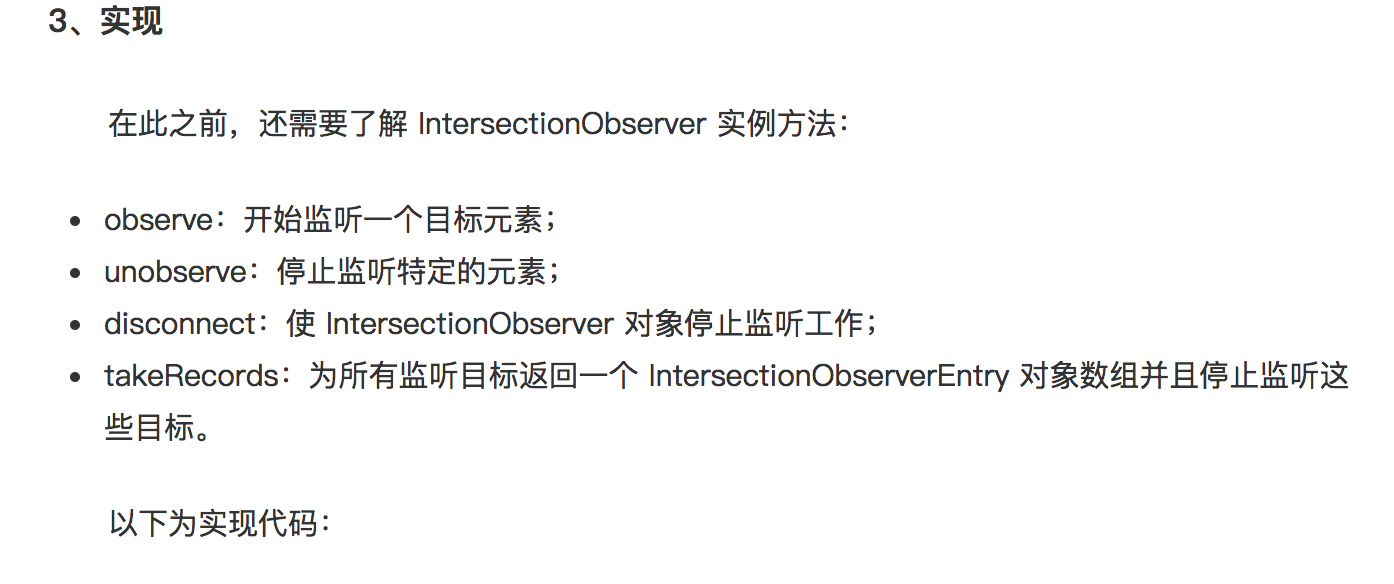 3、实现
在此之前，还需要了解 IntersectionObserver 实例方法：
observe：开始监听一个目标元素；
unobserve：停止监听特定的元素；
disconnect：使 IntersectionObserver 对象停止监听工作；
takeRecords：为所有监听目标返回一个 IntersectionObserverEntry 对象数组并且停止监听这
些目标。
以下为实现代码：